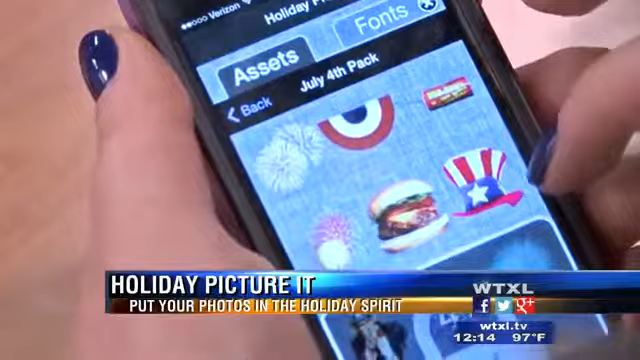 ●●ooo Verizon
Holiday
Assets
Fonts
Back
July 4th Pack
HOLIDAY PICTURE IT
PUT YOUR PHOTOS IN THE HOLIDAY SPIRIT
WTXL
f g+
wtxl.tv
12:14 97°F